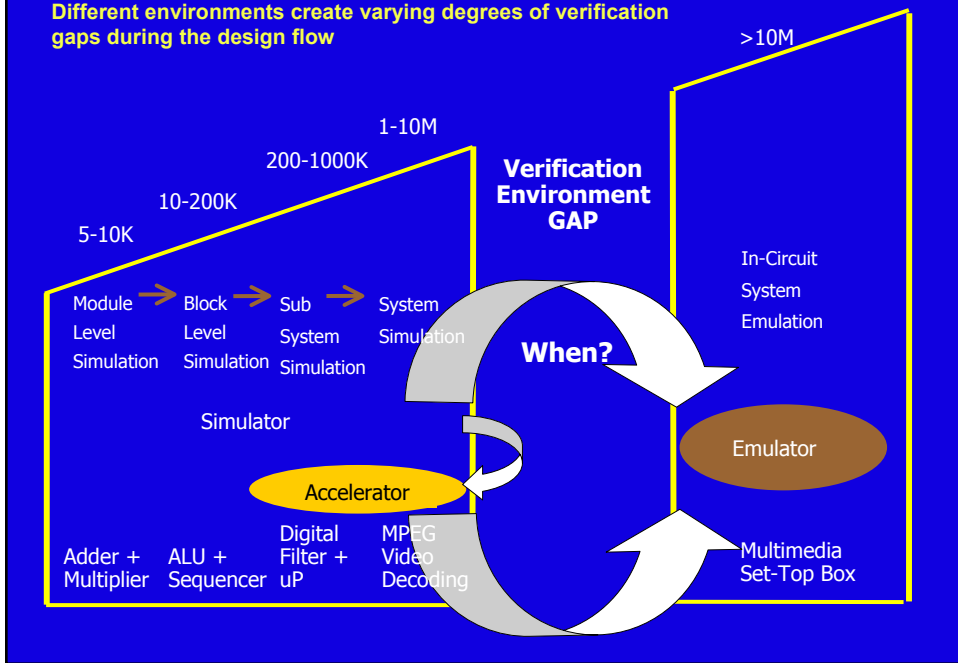 Different environments create varying degrees of verification
gaps during the design flow
>10M
1-10M
200-1000K
10-200K
5-10K
Verification
Environment
GAP
Module
Level
Simulation
Block
Level
Simulation
Sub
System
Simulation
System
Simulation
In-Circuit
System
Emulation
When?
Simulator
Accelerator
Emulator
Adder +
Multiplier
ALU +
Sequencer
Digital
Filter +
uP
MPEG
Video
Decoding
Multimedia
Set-Top Box